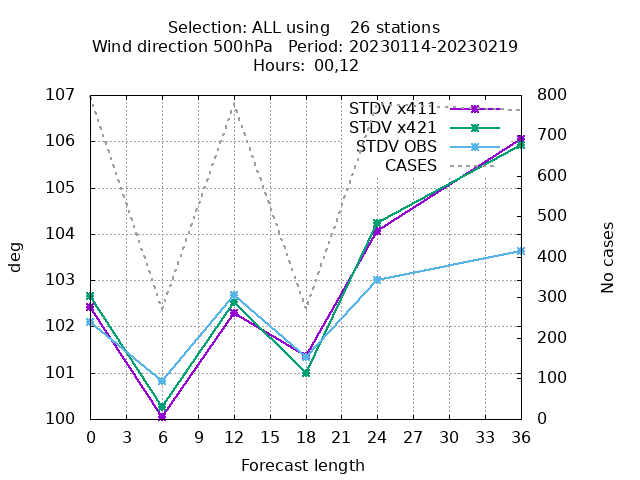 Selection: ALL using    26 stations
Wind direction 500hPa   Period: 20230114-20230219
Hours:  00,12
107
106
105
104
103
102
101
100
deg
STDV x411
STDV x421
STDV OBS
CASES
800
700
600
500
400
300
200
100
0
No cases
0 3 6 9 12 15 18 21 24 27 30 33 36
Forecast length